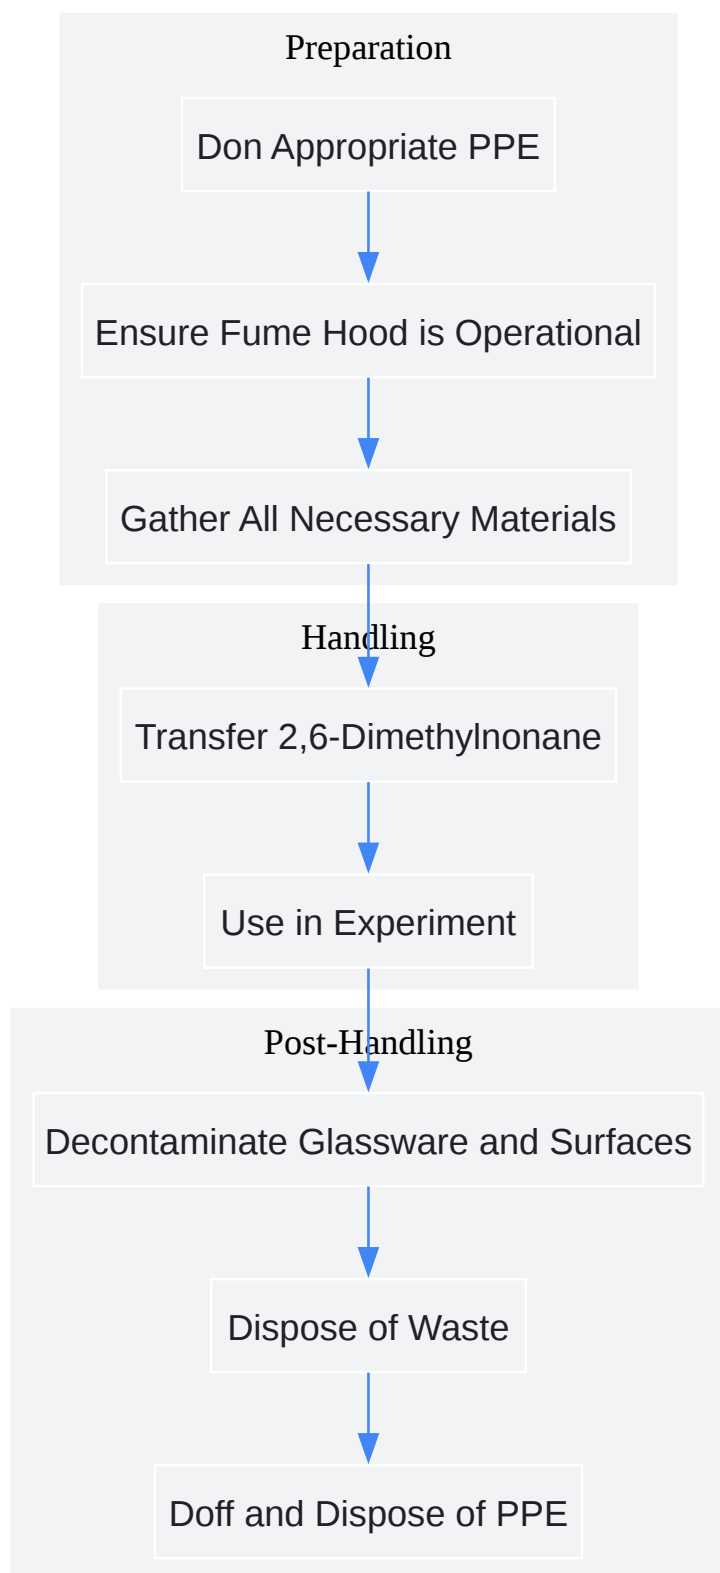 Preparation
Don Appropriate PPE
Ensure Fume Hood is Operational
Gather All Necessary Materials
Handling
Transfer 2,6-Dimethylnonane
Use in Experiment
Post-Handling
Decontaminate Glassware and Surfaces
Dispose of Waste
Doff and Dispose of PPE